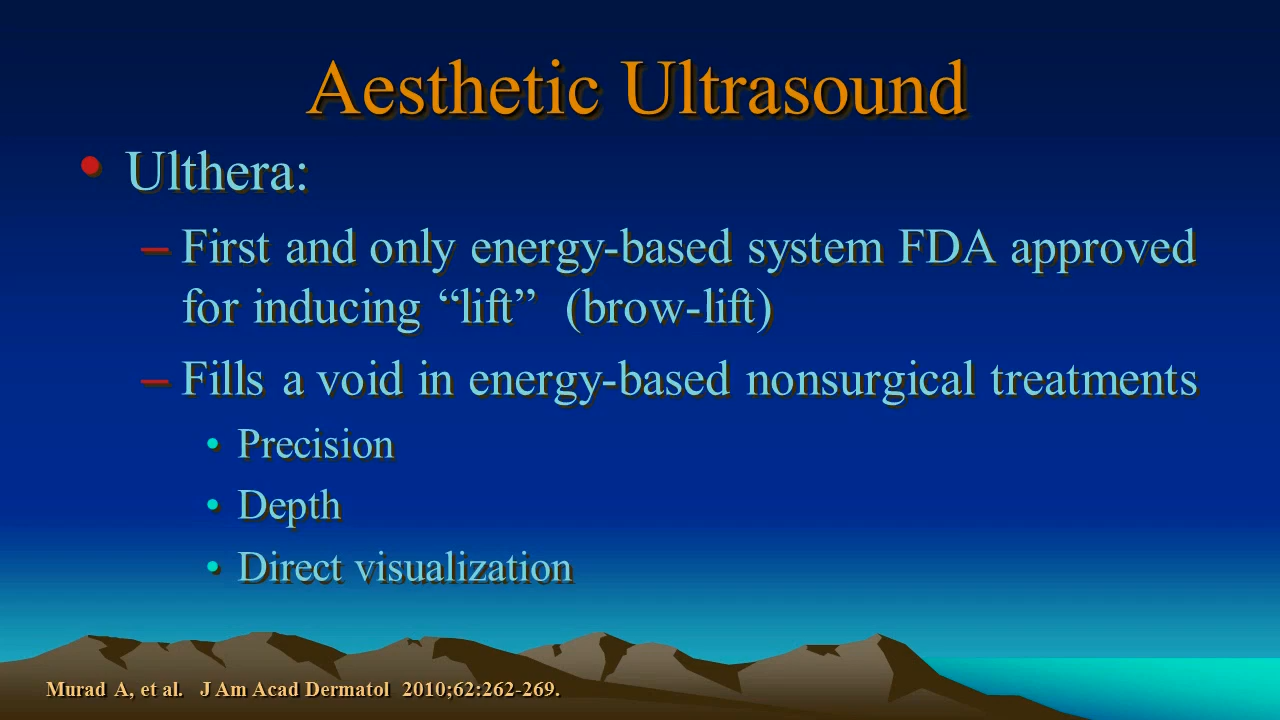 Aesthetic Ultrasound
• Ulthera:
– First and only energy-based system FDA approved
for inducing “lift” (brow-lift)
– Fills a void in energy-based nonsurgical treatments
• Precision
• Depth
• Direct visualization
Murad A, et al. J Am Acad Dermatol 2010;62:262-269.